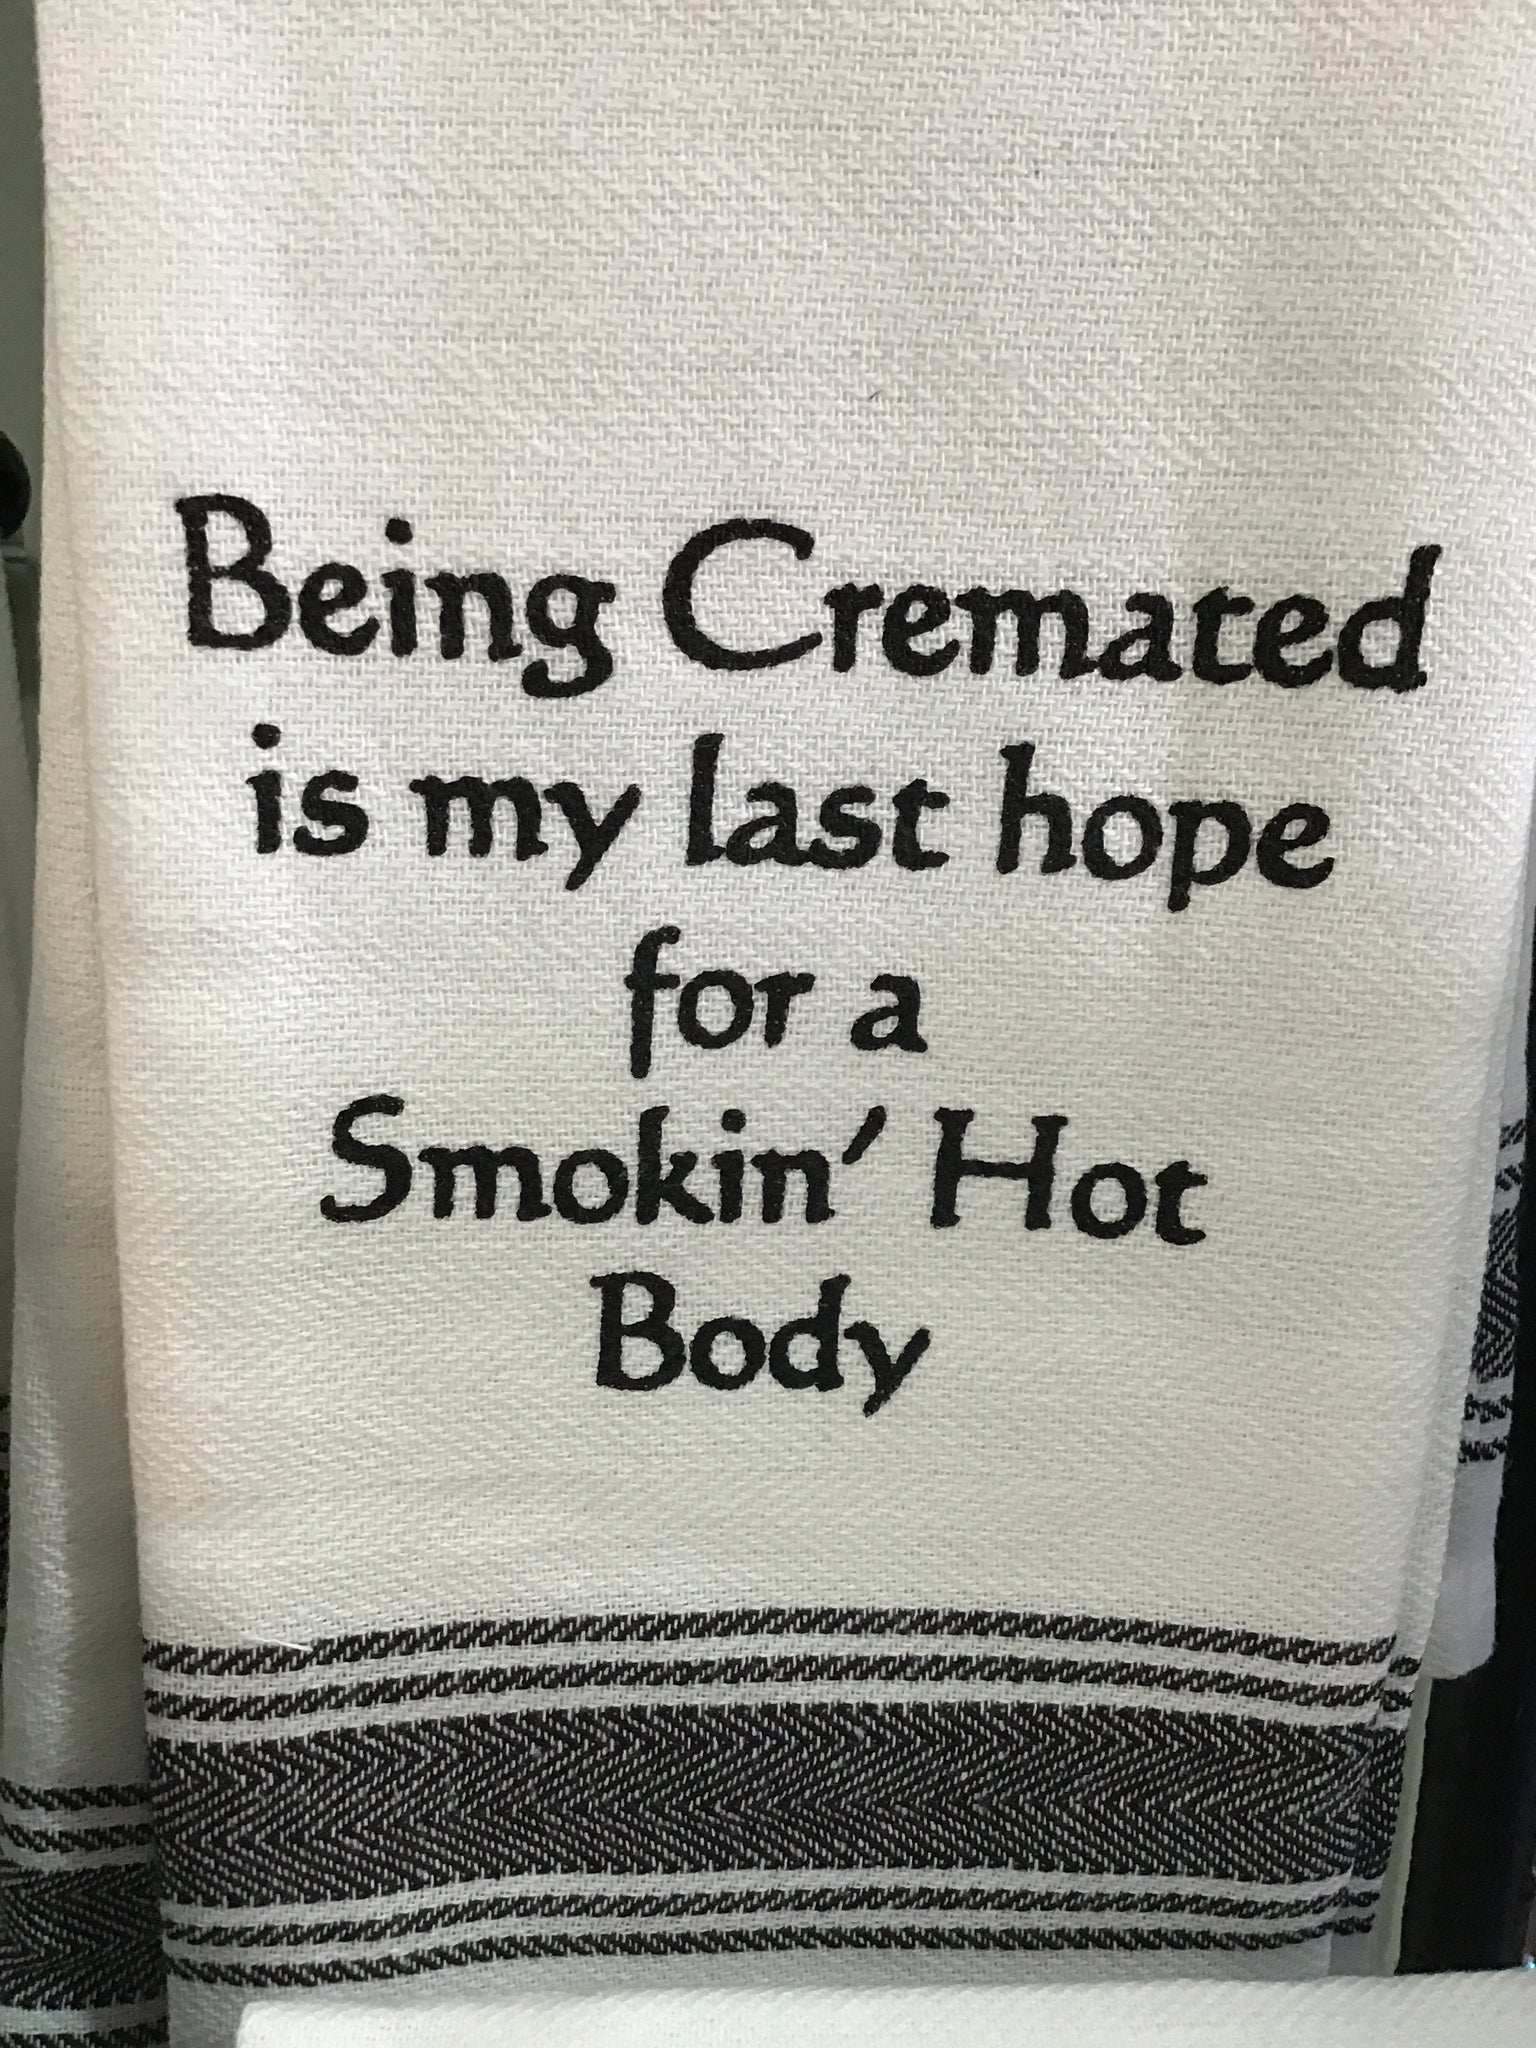 Being Cremated
is my last hope
for a
Smokin' Hot
Body